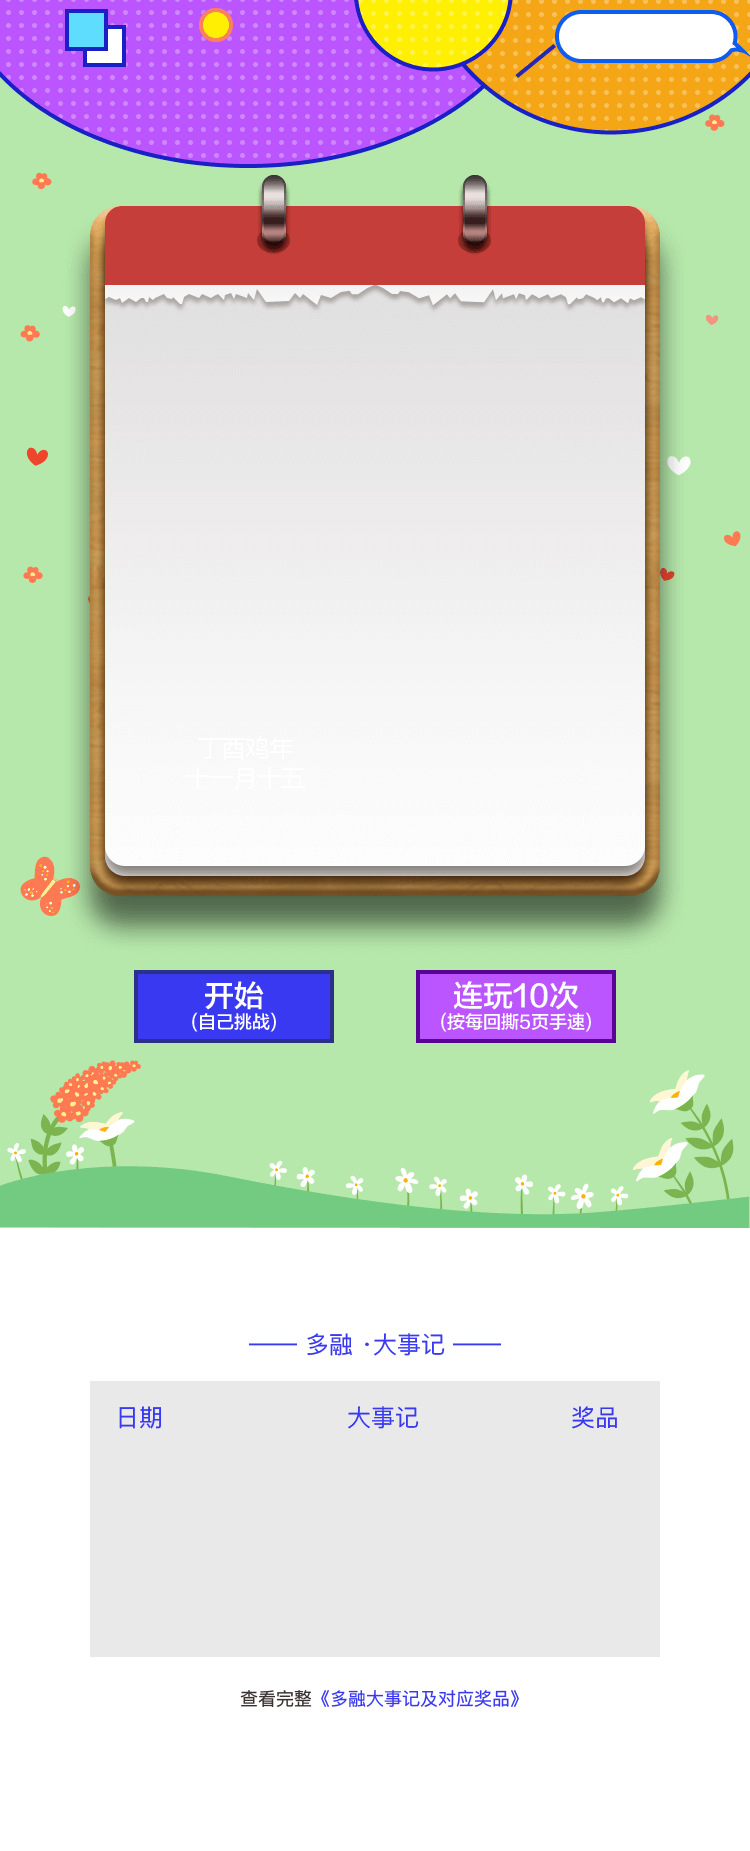 丁酉鸡年
十一月十五
开始
(自己挑战)
连玩10次
(按每回撕5页手速)
多融 ·大事记
日期 大事记 奖品
查看完整《多融大事记及对应奖品》